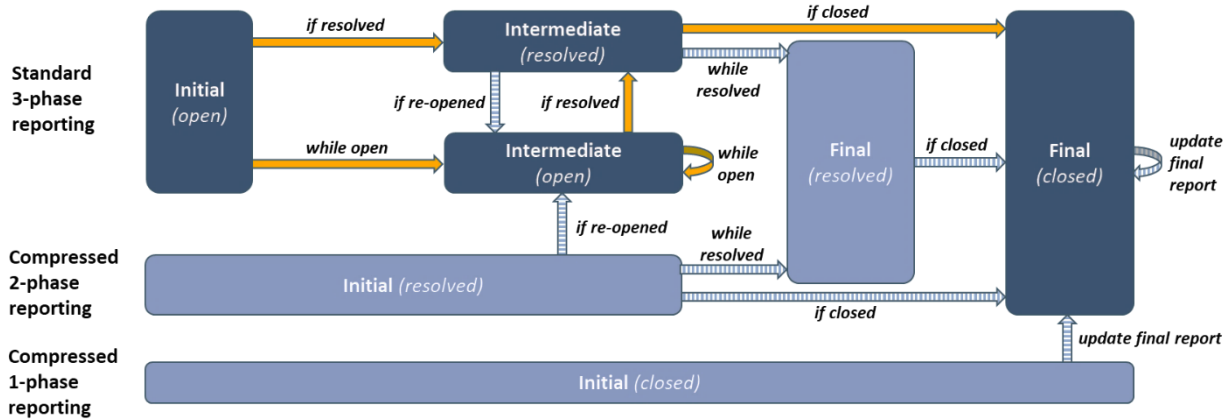 Standard
3-phase
reporting
Initial
(open)
if resolved
while open
Intermediate
(resolved)
if re-opened
if resolved
Intermediate
(open)
while
open
if closed
while
resolved
Final
(resolved)
if closed
Final
(closed)
update
final
report
Compressed
2-phase
reporting
Initial (resolved)
if re-opened
while
resolved
if closed
update final report
Compressed
1-phase
reporting
Initial (closed)